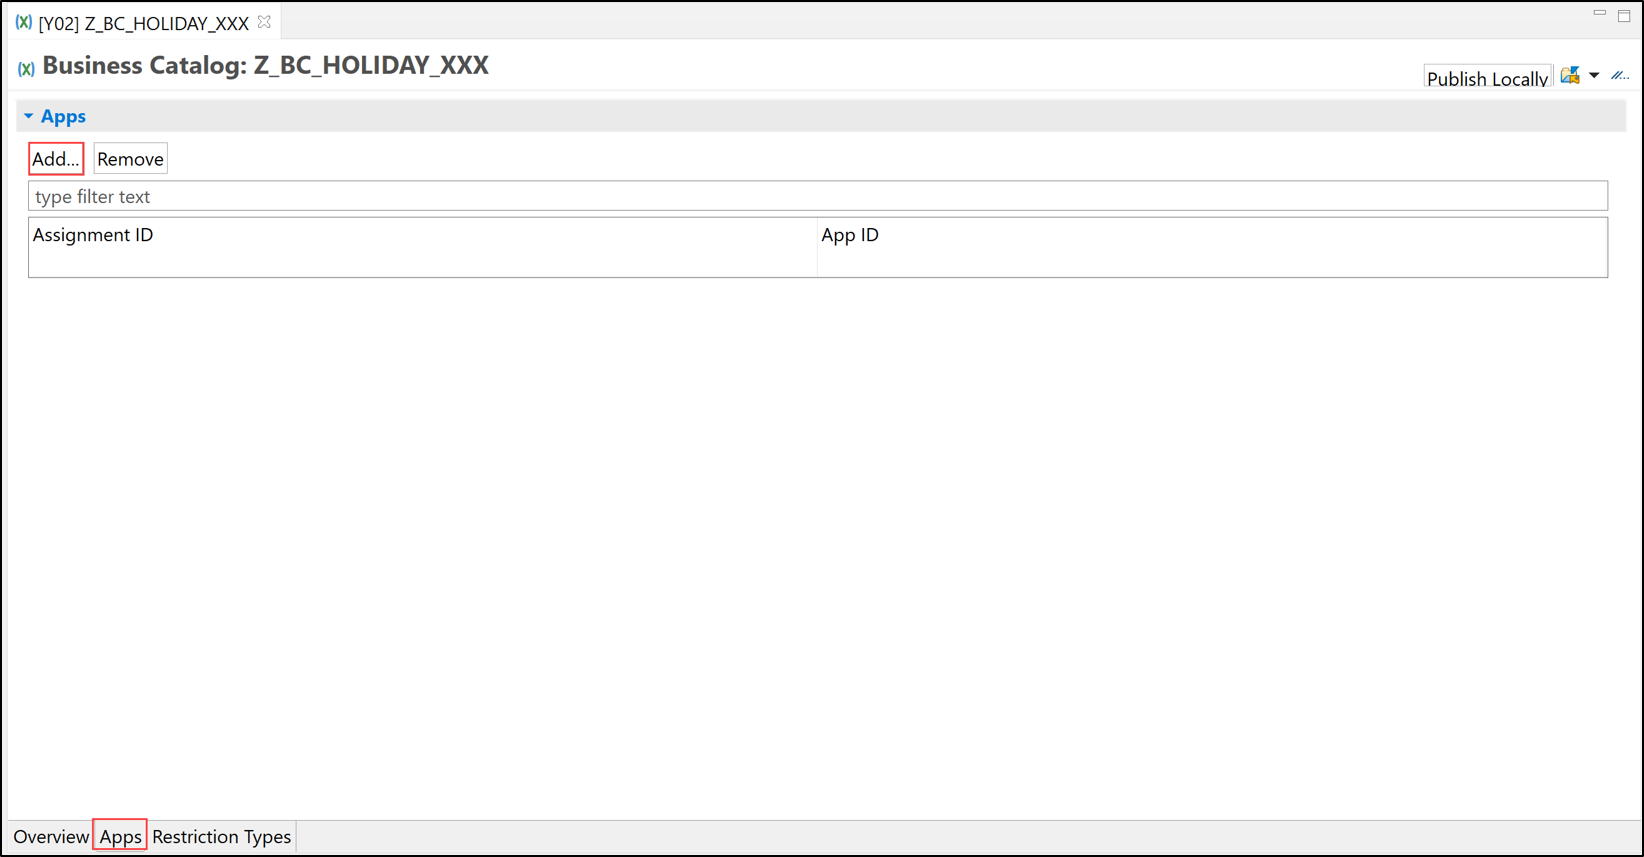 [Y02] Z_BC_HOLIDAY_XXX
Business Catalog: Z_BC_HOLIDAY_XXX
Publish Locally
Apps
Add... Remove
type filter text
Assignment ID App ID
Overview Apps Restriction Types